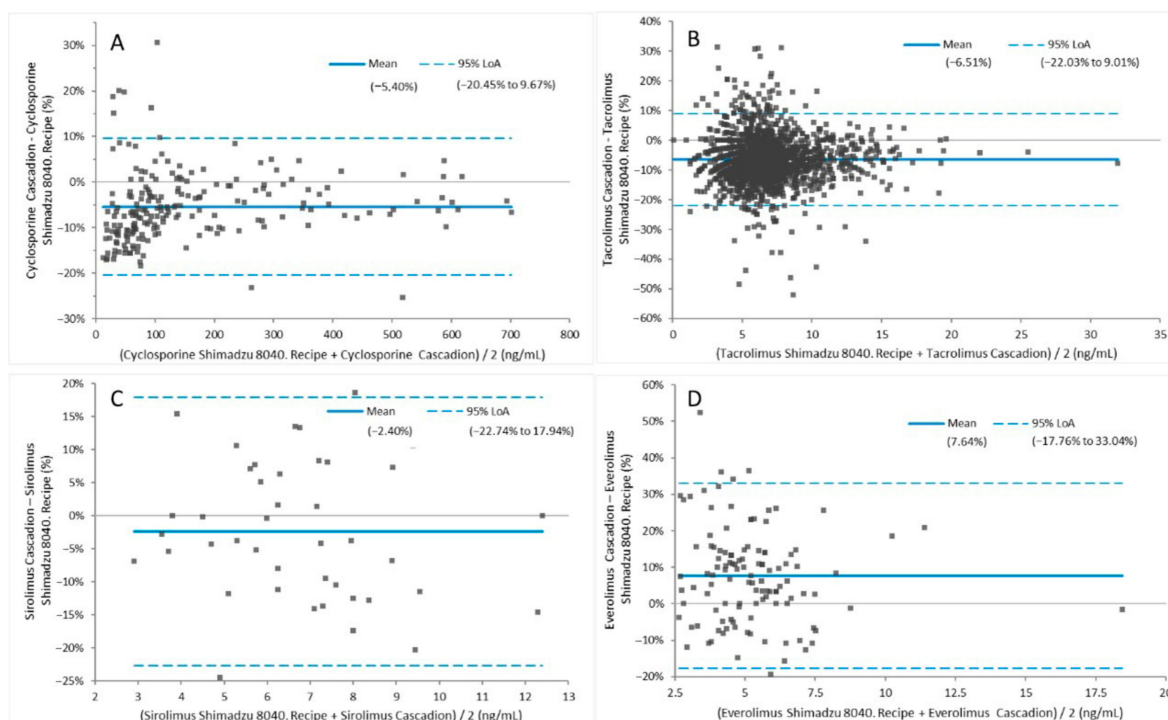 A
Mean
95% LoA
(−5,40%)
(−20.45% to 9.67%)
Cyclosporine Cascadion - Cyclosporine
Shimadzu 8040. Recipe (%)
30%
20%
10%
0%
−10%
−20%
−30%
0 100 200 300 400 500 600 700 800
(Cyclosporine Shimadzu 8040. Recipe + Cyclosporine Cascadion) / 2 (ng/mL)
B
Mean
95% LoA
(−6.51%)
(−22.03% to 9.01%)
Tacrolimus Cascadion - Tacrolimus
Shimadzu 8040. Recipe (%)
40%
30%
20%
10%
0%
−10%
−20%
−30%
−40%
−50%
−60%
0 5 10 15 20 25 30 35
(Tacrolimus Shimadzu 8040. Recipe + Tacrolimus Cascadion) / 2 (ng/mL)
C
Mean
95% LoA
(−2.40%)
(−22.74% to 17.94%)
Sirolimus Cascadion – Sirolimus
Shimadzu 8040. Recipe (%)
20%
15%
10%
5%
0%
−5%
−10%
−15%
−20%
−25%
2 3 4 5 6 7 8 9 10 11 12 13
(Sirolimus Shimadzu 8040. Recipe + Sirolimus Cascadion) / 2 (ng/mL)
D
Mean
95% LoA
(7.64%)
(−17.76% to 33.04%)
Everolimus Cascadion – Everolimus
Shimadzu 8040. Recipe (%)
60%
50%
40%
30%
20%
10%
0%
−10%
−20%
2.5 5 7.5 10 12.5 15 17.5 20
(Everolimus Shimadzu 8040. Recipe + Everolimus Cascadion) / 2 (ng/mL)